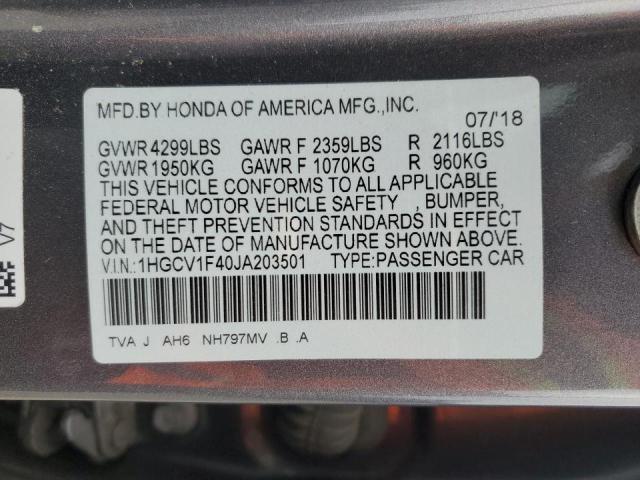 MFD.BY HONDA OF AMERICA MFG.,INC. 07/'18
GVWR 4299LBS GAWR F 2359LBS R 2116LBS
GVWR 1950KG GAWR F 1070KG R 960KG
THIS VEHICLE CONFORMS TO ALL APPLICABLE
FEDERAL MOTOR VEHICLE SAFETY , BUMPER,
AND THEFT PREVENTION STANDARDS IN EFFECT
ON THE DATE OF MANUFACTURE SHOWN ABOVE.
V.I.N.:1HGCV1F40JA203501 TYPE:PASSENGER CAR
TVA J AH6 NH797MV .B .A
V7